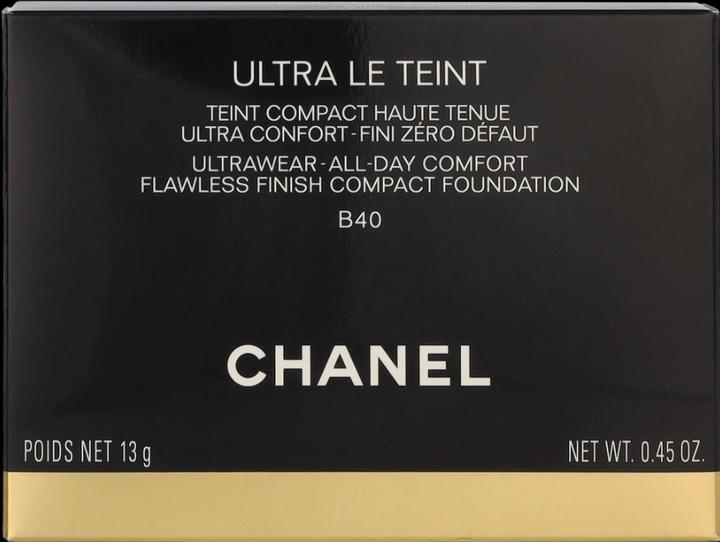 ULTRA LE TEINT
TEINT COMPACT HAUTE TENUE
ULTRA CONFORT-FINI ZÉRO DÉFAUT
ULTRAWEAR-ALL-DAY COMFORT
FLAWLESS FINISH COMPACT FOUNDATION
B40
CHANEL
POIDS NET 13 g
NET WT. 0.45 OZ.